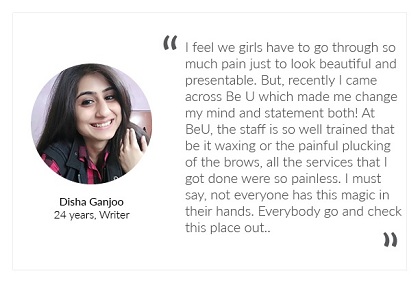 I feel we girls have to go through so
much pain just to look beautiful and
presentable. But, recently I came
across Be U which made me change
my mind and statement both! At
BeU, the staff is so well trained that
be it waxing or the painful plucking
of the brows, all the services that I
got done were so painless. I must
say, not everyone has this magic in
their hands. Everybody go and check
this place out..
Disha Ganjoo
24 years, Writer